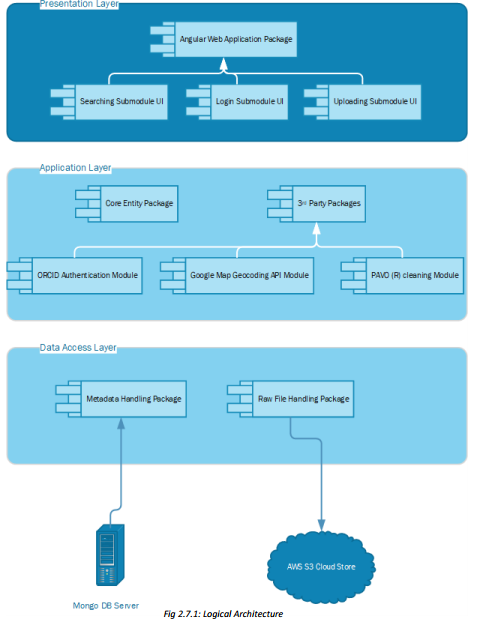 Presentation Layer
Angular Web Application Package
Searching Submodule UI
Login Submodule UI
Uploading Submodule UI
Application Layer
Core Entity Package
3rd Party Packages
ORCID Authentication Module
Google Map Geocoding API Module
PAVO (R) cleaning Module
Data Access Layer
Metadata Handling Package
Raw File Handling Package
AWS S3 Cloud Store
Mongo DB Server
Fig 2.7.1: Logical Architecture